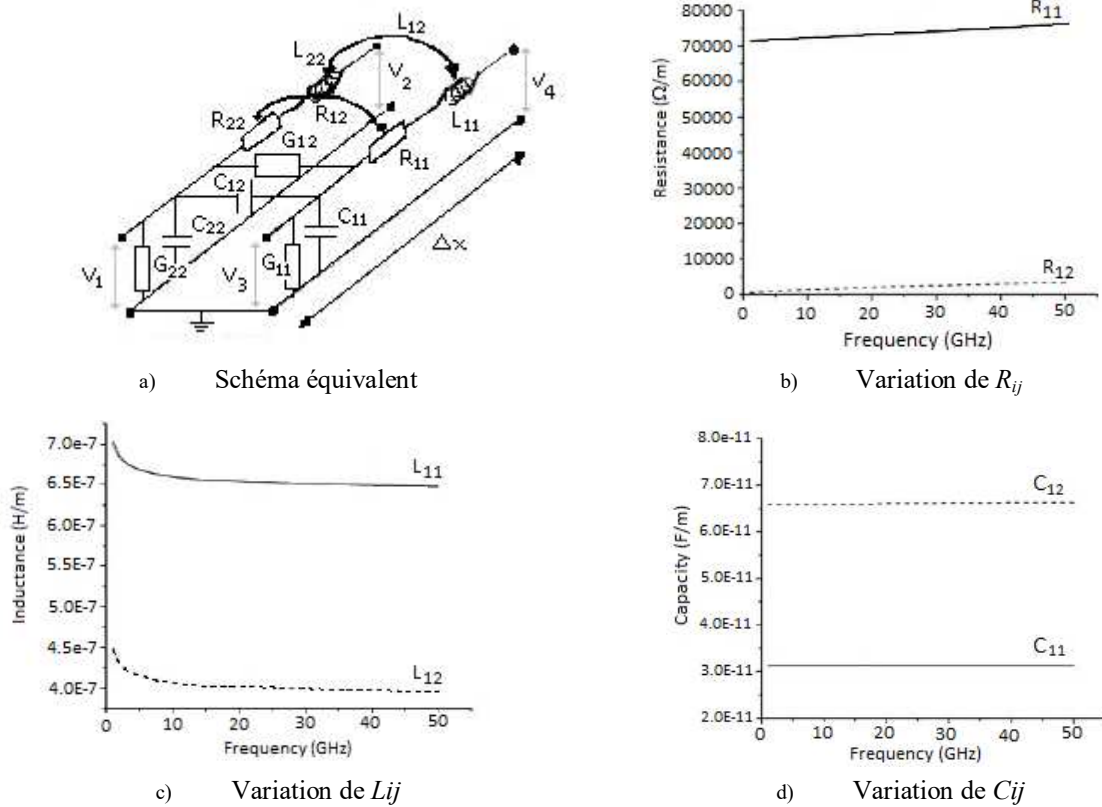 L12
L22
V2
V4
R12
R22
L11
G12
R11
C12
C22
C11
Δx
V1
G22
V3
G11
a) Schéma équivalent
80000
70000
60000
50000
40000
30000
20000
10000
0
Resistance (Ω/m)
R11
R12
0 10 20 30 40 50
Frequency (GHz)
b) Variation de Rij
7.0e-7
6.5e-7
6.0e-7
5.5e-7
5.0e-7
4.5e-7
4.0e-7
Inductance (H/m)
L11
L12
0 10 20 30 40 50
Frequency (GHz)
c) Variation de Lij
8.0e-11
7.0E-11
6.0E-11
5.0E-11
4.0E-11
3.0E-11
2.0E-11
Capacity (F/m)
C12
C11
0 10 20 30 40 50
Frequency (GHz)
d) Variation de Cij